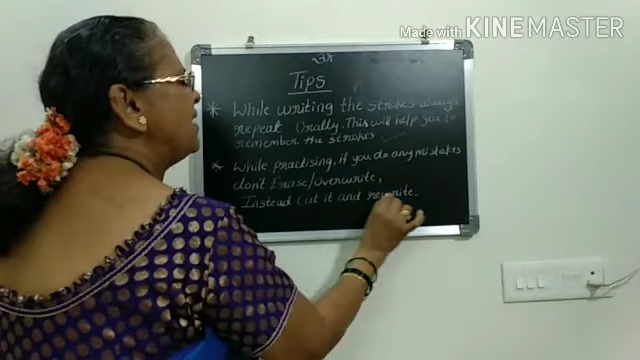 Made with KINEMASTER
Tips
* While writing the strokes always
repeat Orally. This will help you to
remember the strokes
* While practising, if you do any mistakes
don't Erase/overwrite,
Instead cut it and rewrite.